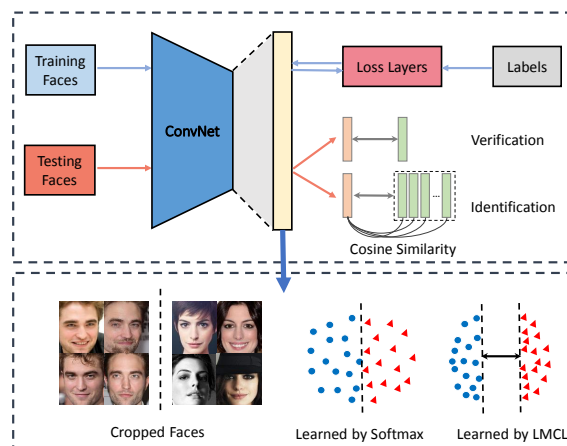 Training
Faces
ConvNet
Loss Layers
Labels
Testing
Faces
Verification
...
Identification
Cosine Similarity
Cropped Faces
Learned by Softmax
Learned by LMCL